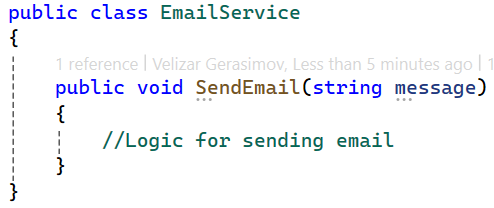 public class EmailService
{
1 reference | Velizar Gerasimov, Less than 5 minutes ago | 1
public void SendEmail(string message)
{
//Logic for sending email
}
}